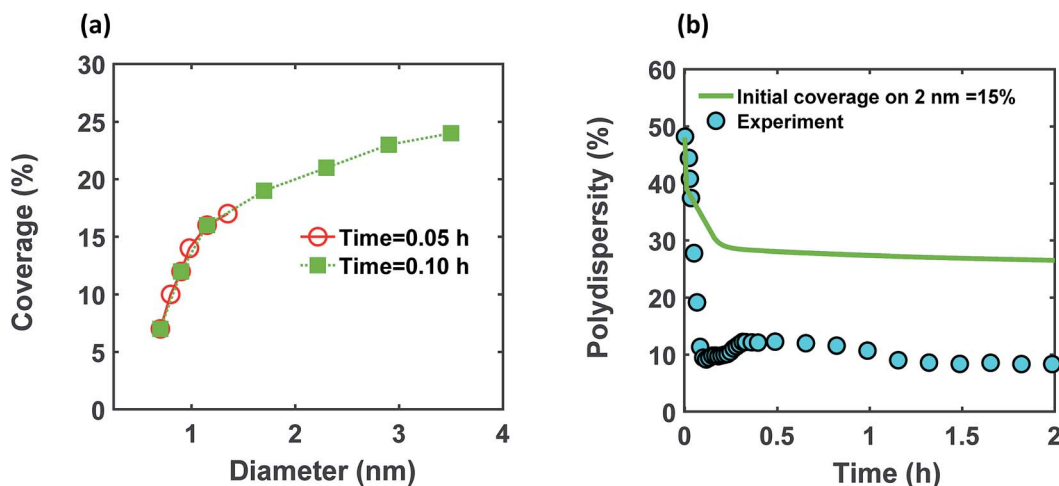 (a)
30
25
20
15
10
5
0
Coverage (%)
Time=0.05 h
Time=0.10 h
1
2
3
4
Diameter (nm)
(b)
60
50
40
30
20
10
0
Polydispersity (%)
Initial coverage on 2 nm =15%
Experiment
0
0.5
1
1.5
2
Time (h)